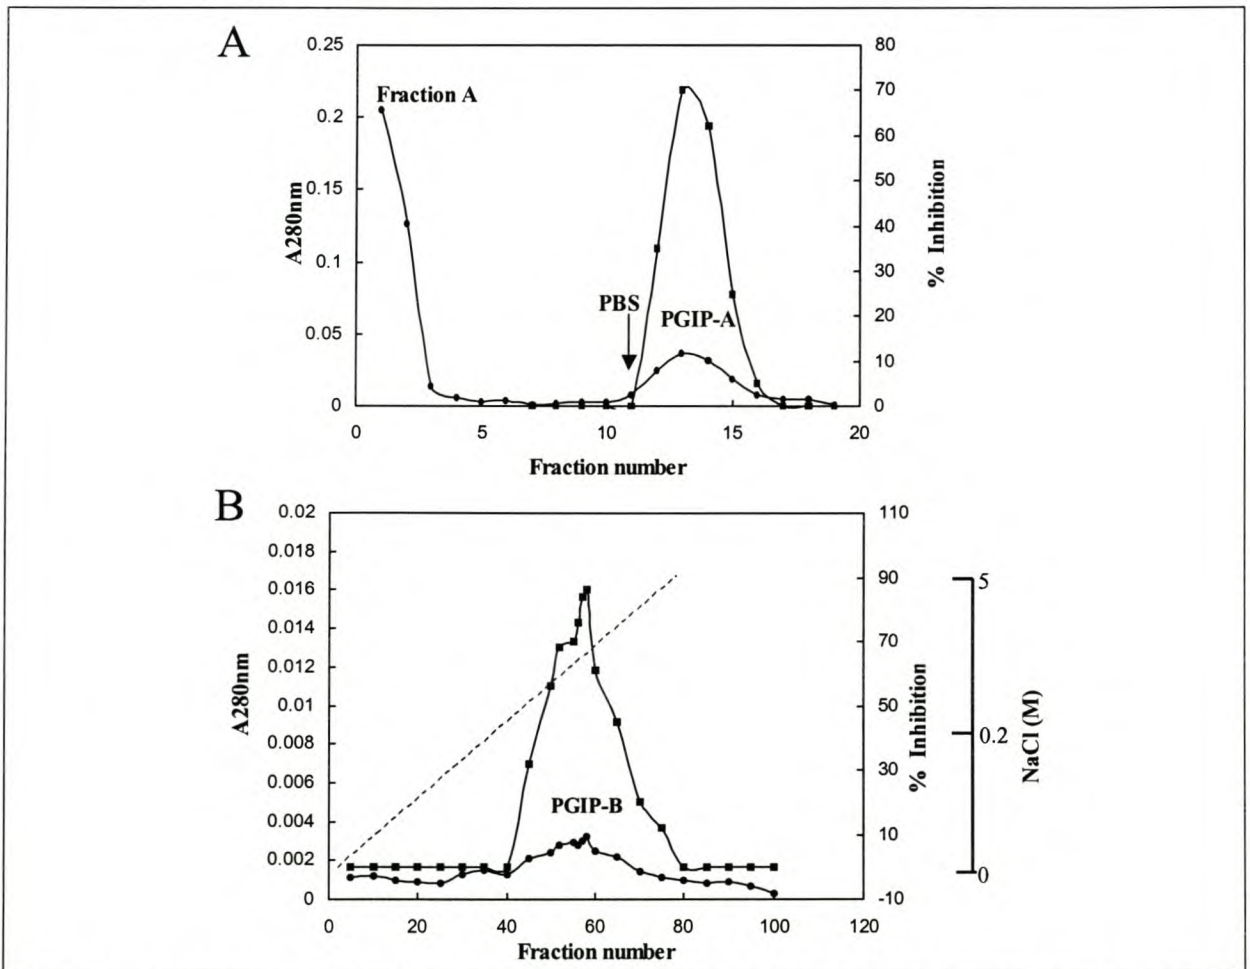 A
0.25
0.2
0.15
0.1
0.05
0
A280nm
Fraction A
PBS
PGIP-A
80
70
60
50
40
30
20
10
0
% Inhibition
0 5 10 15 20
Fraction number
B
0.02
0.018
0.016
0.014
0.012
0.01
0.008
0.006
0.004
0.002
0
A280nm
PGIP-B
110
90
70
50
30
10
-10
% Inhibition
5
0.2
0
NaCl (M)
0 20 40 60 80 100 120
Fraction number